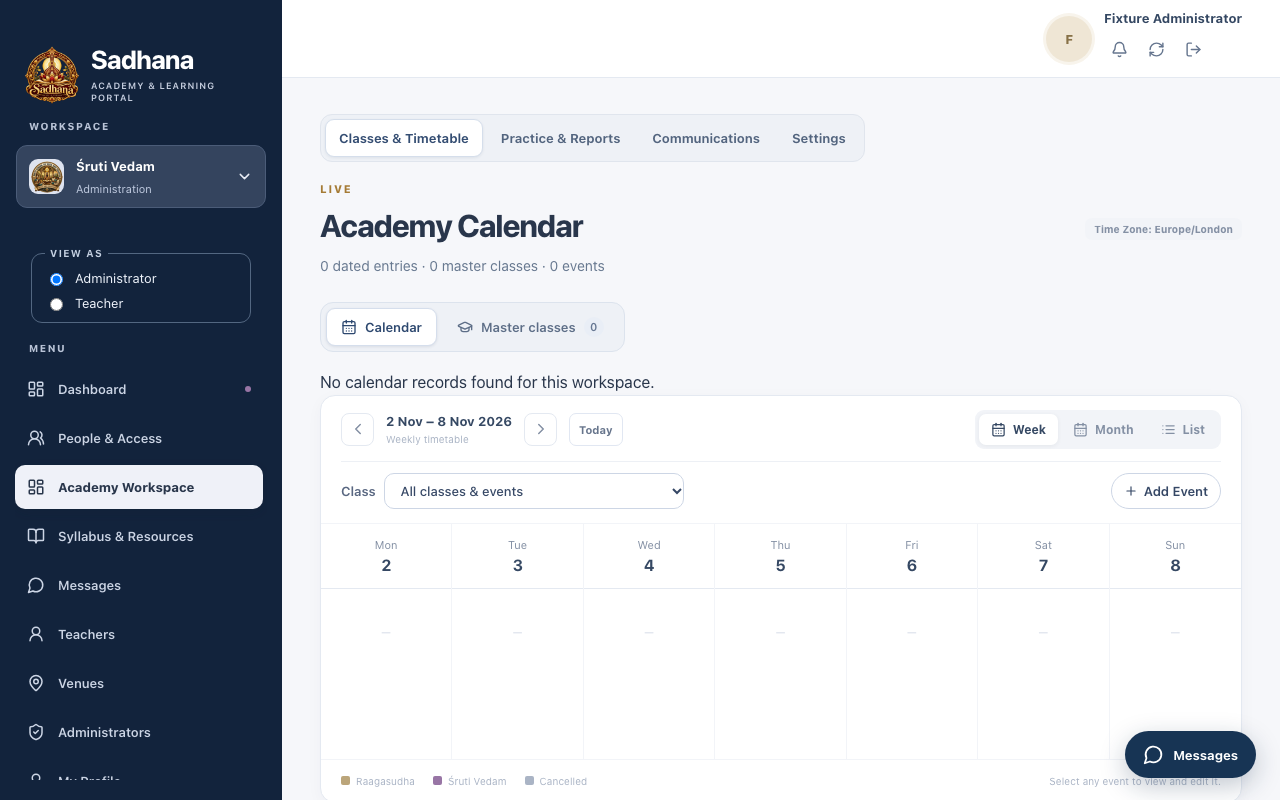 Sadhana
ACADEMY & LEARNING
PORTAL
Sadhana
WORKSPACE
Śruti Vedam
Administration
VIEW AS
Administrator
Teacher
MENU
Dashboard
People & Access
Academy Workspace
Syllabus & Resources
Messages
Teachers
Venues
Administrators
My Profile
Fixture Administrator
F
Classes & Timetable
Practice & Reports
Communications
Settings
LIVE
Academy Calendar
Time Zone: Europe/London
0 dated entries · 0 master classes · 0 events
Calendar
Master classes 0
No calendar records found for this workspace.
2 Nov – 8 Nov 2026
Weekly timetable
Today
Week
Month
List
Class
All classes & events
Add Event
Mon Tue Wed Thu Fri Sat Sun
2 3 4 5 6 7 8
– – – – – – –
Raagasudha
Śruti Vedam
Cancelled
Select any event to view and edit it.
Messages